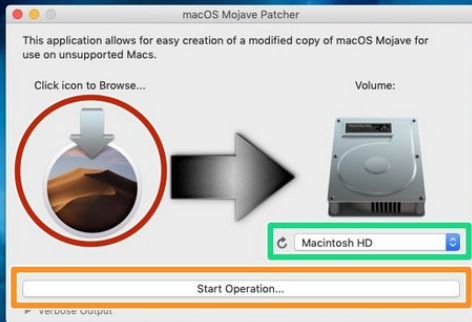 macOS Mojave Patcher
This application allows for easy creation of a modified copy of macOS Mojave for
use on unsupported Macs.
Click icon to Browse...
Volume:
Macintosh HD
Start Operation...
Verbose Output